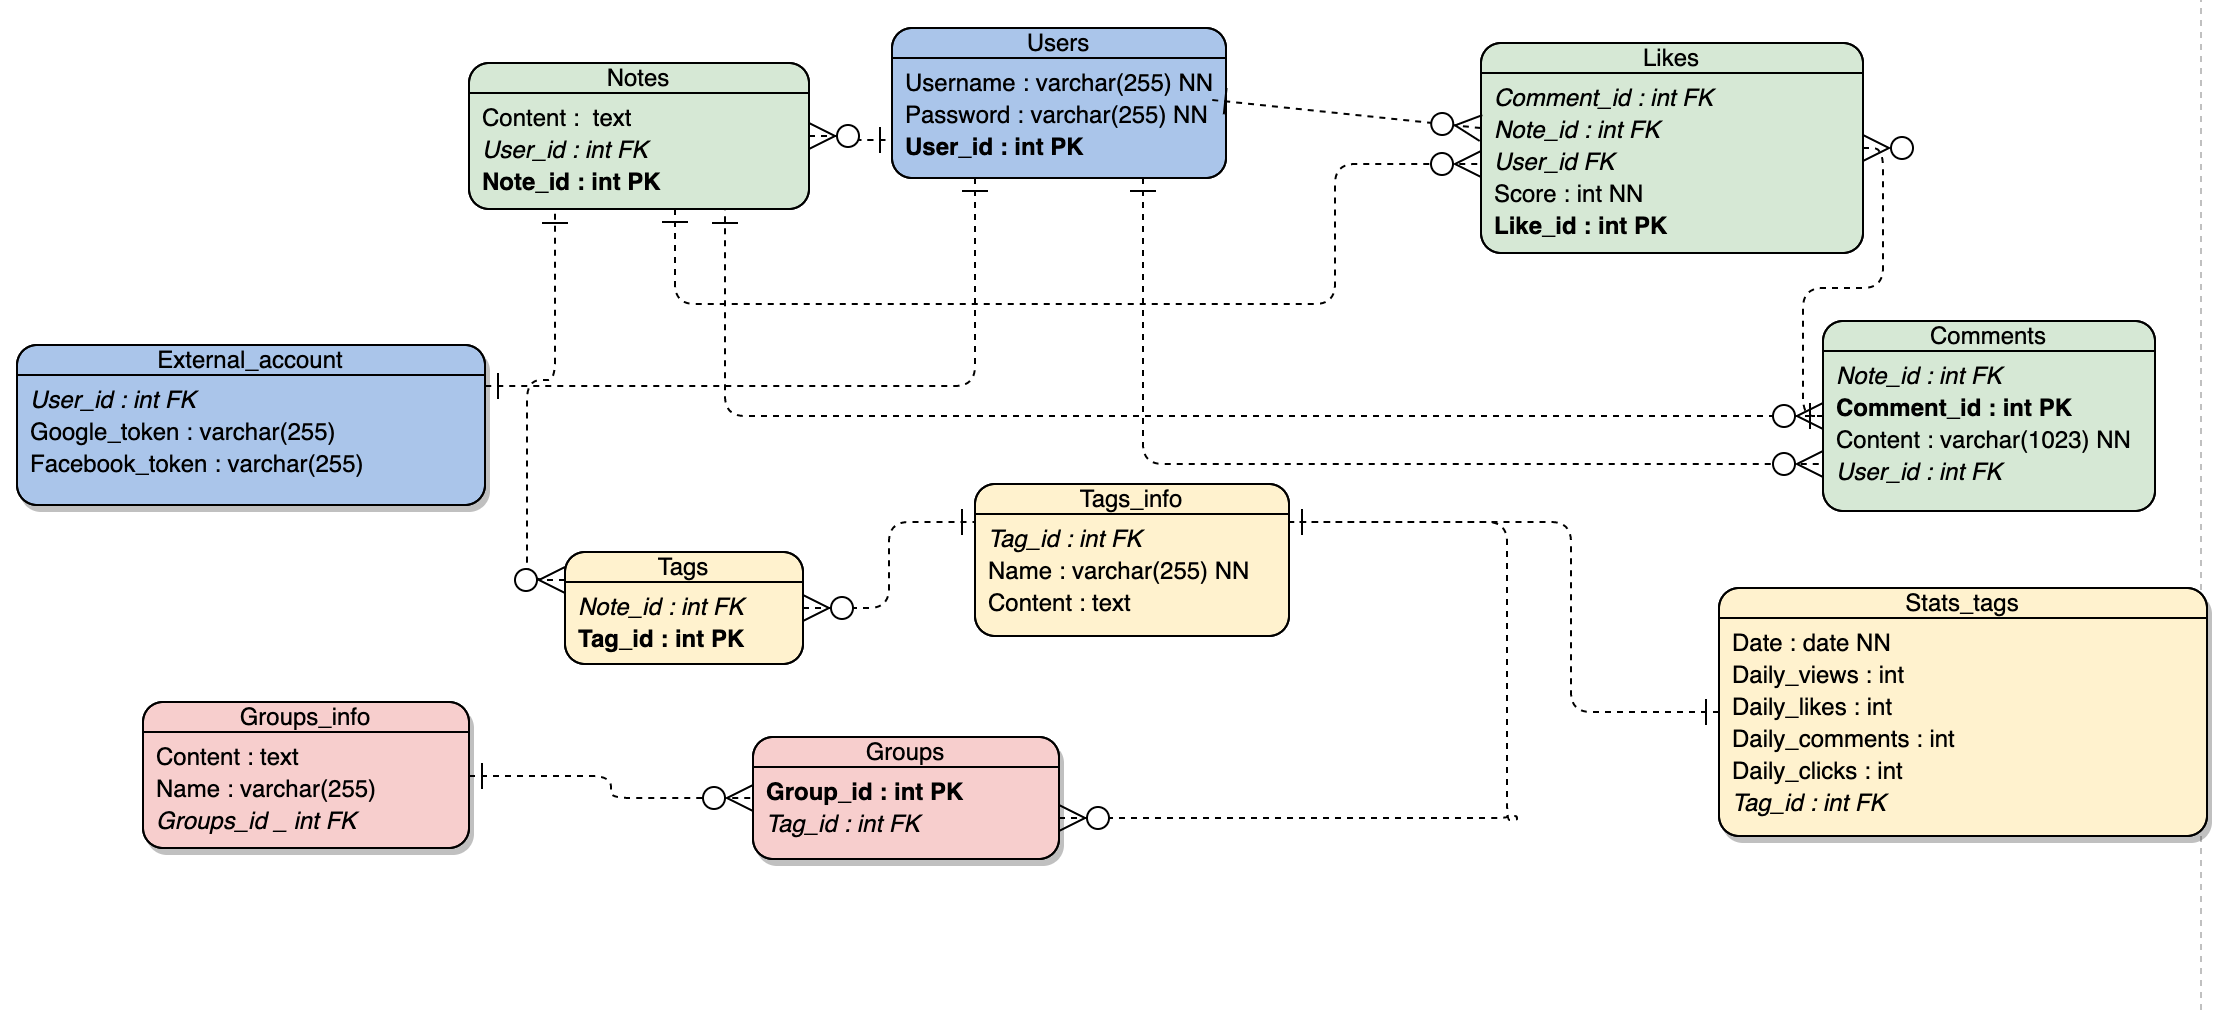 Notes
Content :  text
User_id : int FK
Note_id : int PK
Users
Username : varchar(255) NN
Password : varchar(255) NN
User_id : int PK
Likes
Comment_id : int FK
Note_id : int FK
User_id FK
Score : int NN
Like_id : int PK
External_account
User_id : int FK
Google_token : varchar(255)
Facebook_token : varchar(255)
Comments
Note_id : int FK
Comment_id : int PK
Content : varchar(1023) NN
User_id : int FK
Tags
Note_id : int FK
Tag_id : int PK
Tags_info
Tag_id : int FK
Name : varchar(255) NN
Content : text
Stats_tags
Date : date NN
Daily_views : int
Daily_likes : int
Daily_comments : int
Daily_clicks : int
Tag_id : int FK
Groups_info
Content : text
Name : varchar(255)
Groups_id _ int FK
Groups
Group_id : int PK
Tag_id : int FK